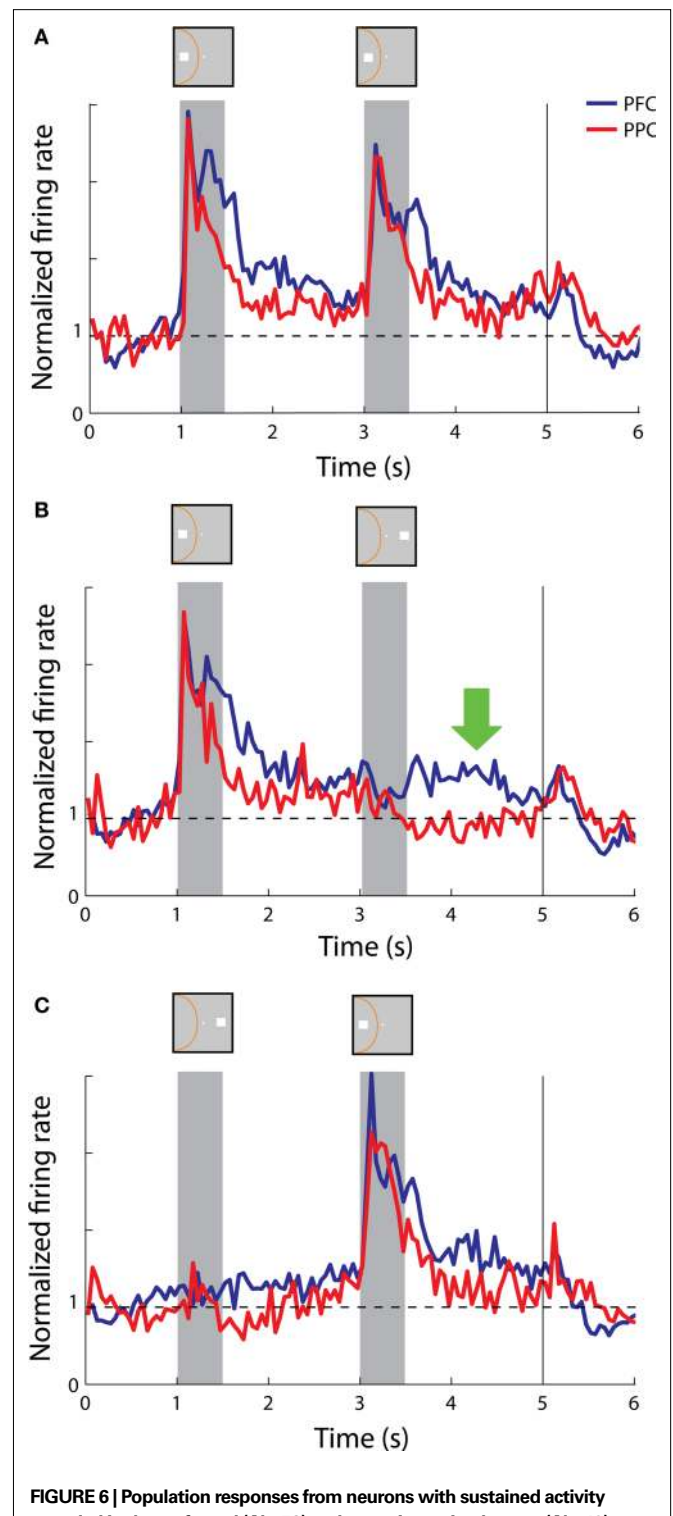 A
PFC
PPC
Normalized firing rate
1
0
0 1 2 3 4 5 6
Time (s)
B
Normalized firing rate
1
0
0 1 2 3 4 5 6
Time (s)
C
Normalized firing rate
1
0
0 1 2 3 4 5 6
Time (s)
FIGURE 6 | Population responses from neurons with sustained activity